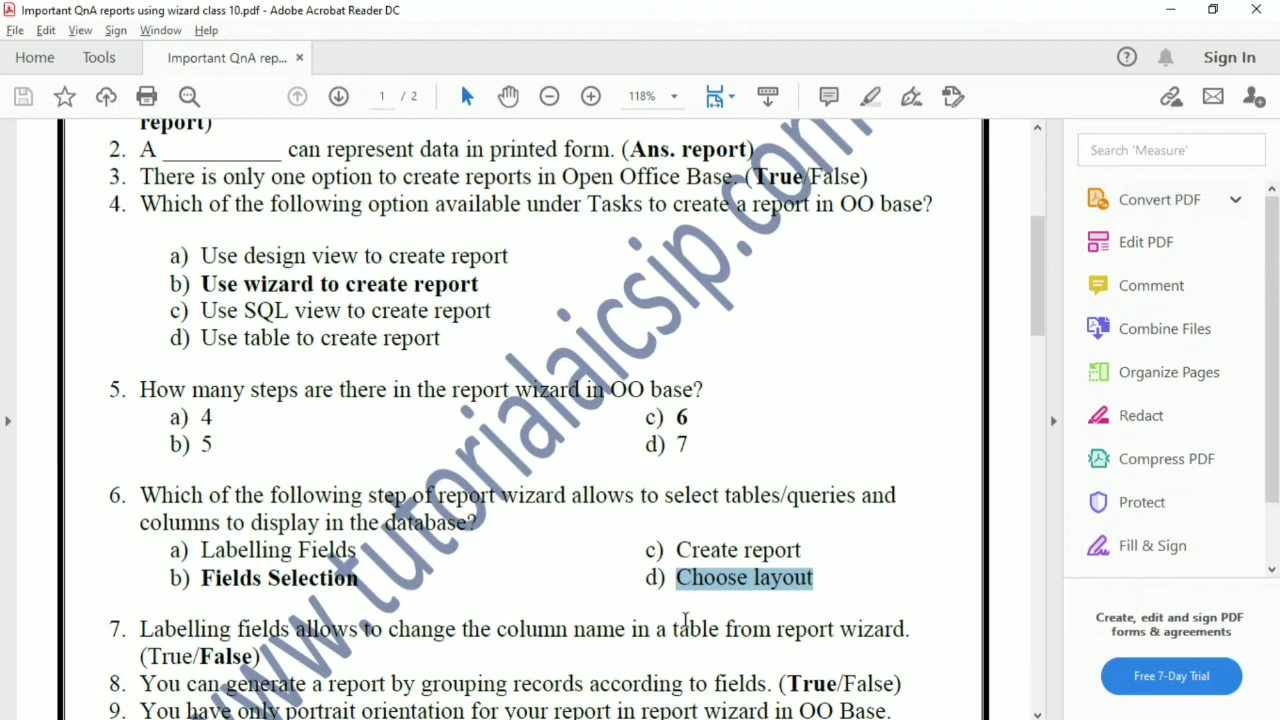 Important QnA reports using wizard class 10.pdf - Adobe Acrobat Reader DC
File Edit View Sign Window Help
Home Tools Important QnA rep... × Sign In
1 / 2 118%
report)
2. A __________ can represent data in printed form. (Ans. report)
3. There is only one option to create reports in Open Office Base. (True/False)
4. Which of the following option available under Tasks to create a report in OO base?
a) Use design view to create report
b) Use wizard to create report
c) Use SQL view to create report
d) Use table to create report
5. How many steps are there in the report wizard in OO base?
a) 4 c) 6
b) 5 d) 7
6. Which of the following step of report wizard allows to select tables/queries and
columns to display in the database?
a) Labelling Fields c) Create report
b) Fields Selection d) Choose layout
7. Labelling fields allows to change the column name in a table from report wizard.
(True/False)
8. You can generate a report by grouping records according to fields. (True/False)
9. You have only portrait orientation for your report in report wizard in OO Base.
www.tutorialaicsip.com
Search 'Measure'
Convert PDF
Edit PDF
Comment
Combine Files
Organize Pages
Redact
Compress PDF
Protect
Fill & Sign
Create, edit and sign PDF
forms & agreements
Free 7-Day Trial